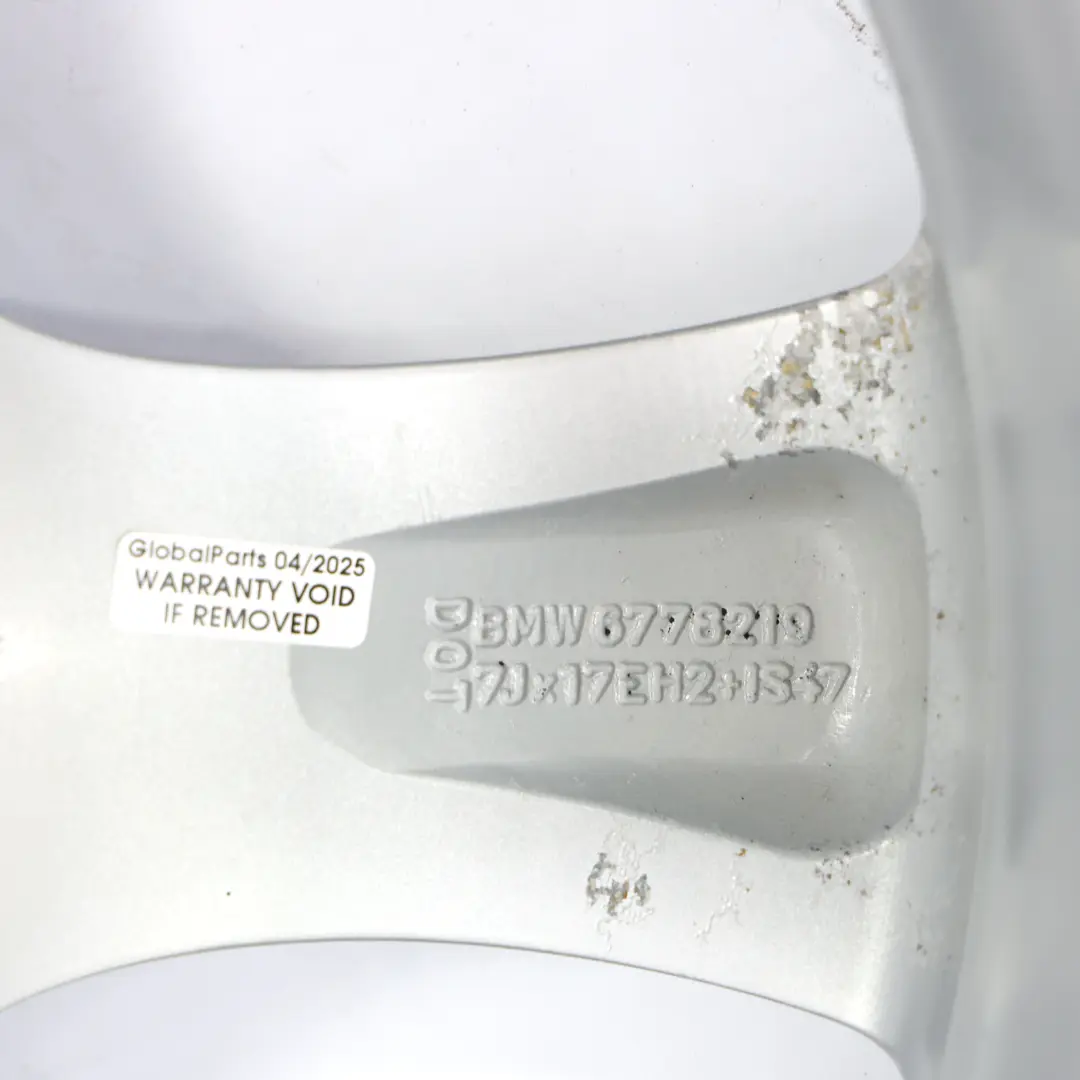 GlobalParts 04/2025
WARRANTY VOID
IF REMOVED
DOT
BMW 6778219
7Jx17EH2+IS47